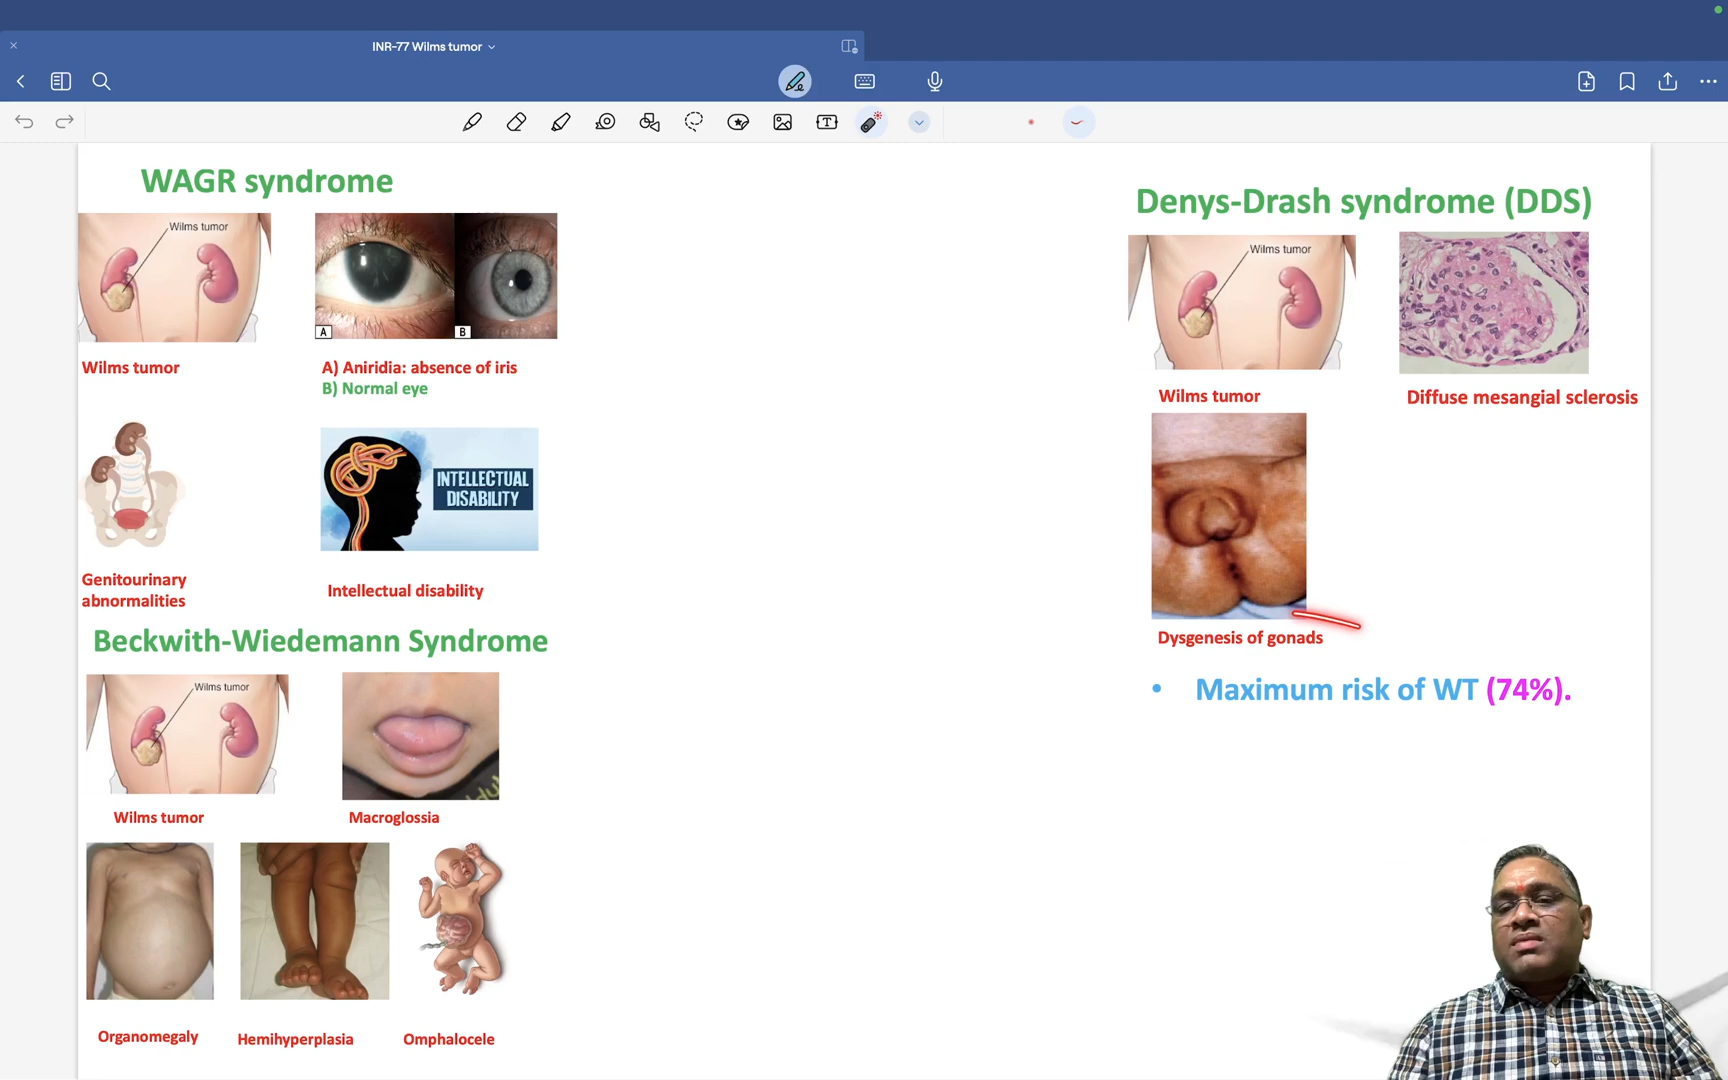 INR-77 Wilms tumor
WAGR syndrome
Wilms tumor
A
B
Wilms tumor
A) Aniridia: absence of iris
B) Normal eye
INTELLECTUAL
DISABILITY
Genitourinary
abnormalities
Intellectual disability
Beckwith-Wiedemann Syndrome
Wilms tumor
Wilms tumor
Macroglossia
Organomegaly
Hemihyperplasia
Omphalocele
Denys-Drash syndrome (DDS)
Wilms tumor
Wilms tumor
Diffuse mesangial sclerosis
Dysgenesis of gonads
• Maximum risk of WT (74%).